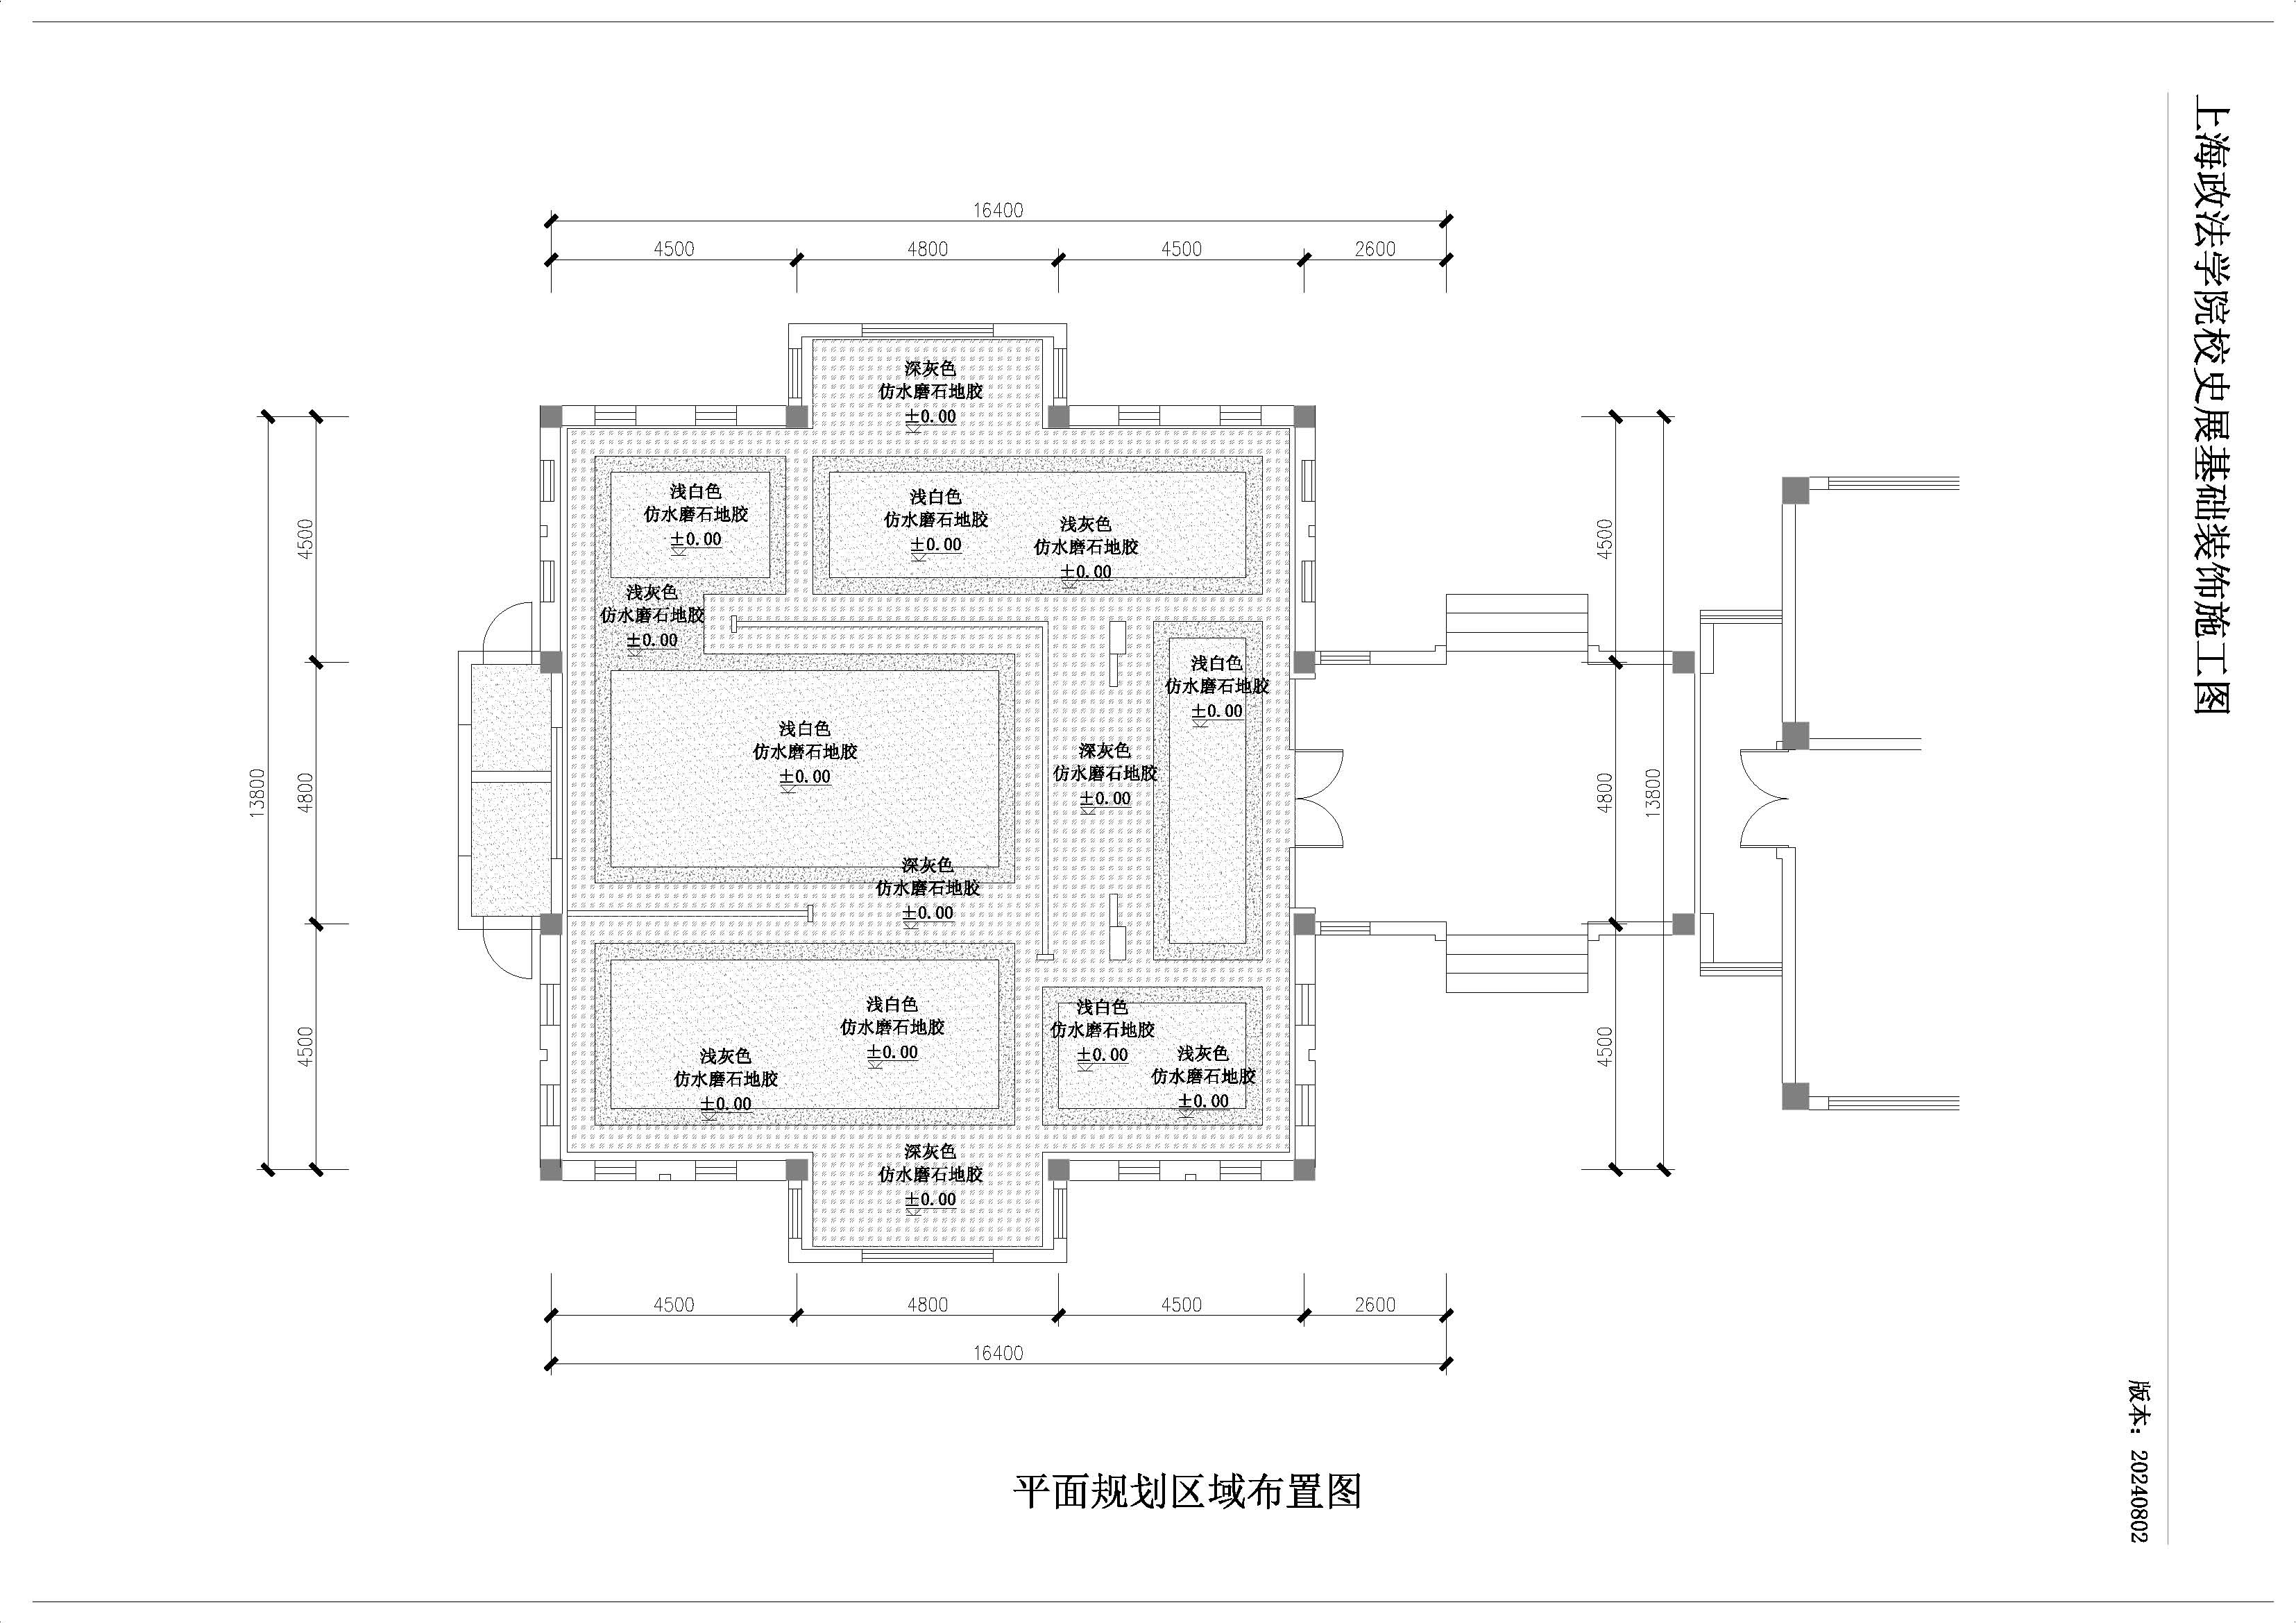 上海政法学院校史展基础装饰施工图
16400
4500
4800
4500
2600
深灰色
仿水磨石地胶
±0.00
浅白色
仿水磨石地胶
±0.00
浅白色
仿水磨石地胶
±0.00
浅灰色
仿水磨石地胶
±0.00
浅灰色
仿水磨石地胶
±0.00
浅白色
仿水磨石地胶
±0.00
浅白色
仿水磨石地胶
±0.00
深灰色
仿水磨石地胶
±0.00
深灰色
仿水磨石地胶
±0.00
浅白色
仿水磨石地胶
±0.00
浅灰色
仿水磨石地胶
±0.00
浅白色
仿水磨石地胶
±0.00
浅灰色
仿水磨石地胶
±0.00
深灰色
仿水磨石地胶
±0.00
13800
4500
4800
4500
4500
4800
4500
13800
4500
4800
4500
2600
16400
平面规划区域布置图
版本：20240802